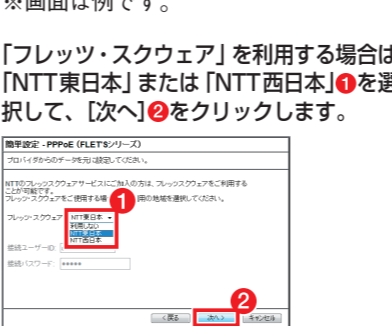 ※画面は例です。
「フレッツ・スクウェア」を利用する場合は
「NTT東日本」または「NTT西日本」❶を選
択して、［次へ］❷をクリックします。
簡単設定 - PPPoE (FLET'Sシリーズ)
プロバイダからのデータを元に設定してください。
NTTのフレッツスクウェアサービスにご加入の方は、フレッツスクウェアをご利用する
ことが可能です。
フレッツ・スクウェアをご使用する場 用の地域を選択してください。
❶
フレッツ・スクウェア NTT東日本
利用しない
NTT東日本
NTT西日本
接続ユーザーID
接続パスワード: *****
❷
<戻る 次へ> キャンセル